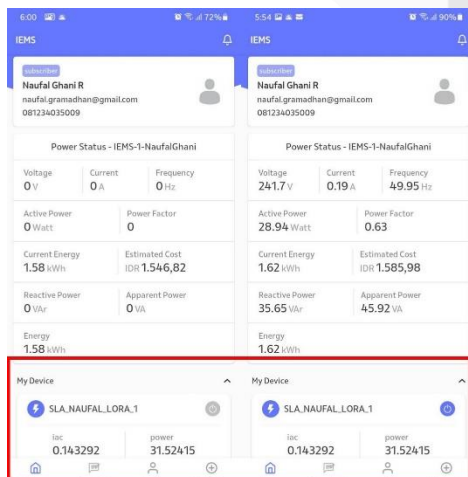 6:00 72%
IEMS
subscriber
Naufal Ghani R
naufal.gramadhan@gmail.com
081234035009
Power Status - IEMS-1-NaufalGhani
Voltage Current Frequency
0 V 0 A 0 Hz
Active Power Power Factor
0 Watt 0
Current Energy Estimated Cost
1.58 kWh IDR 1.546,82
Reactive Power Apparent Power
0 VAr 0 VA
Energy
1.58 kWh
My Device
SLA_NAUFAL_LORA_1
iac power
0.143292 31.52415
5:54 90%
IEMS
subscriber
Naufal Ghani R
naufal.gramadhan@gmail.com
081234035009
Power Status - IEMS-1-NaufalGhani
Voltage Current Frequency
241.7 V 0.19 A 49.95 Hz
Active Power Power Factor
28.94 Watt 0.63
Current Energy Estimated Cost
1.62 kWh IDR 1.585,98
Reactive Power Apparent Power
35.65 VAr 45.92 VA
Energy
1.62 kWh
My Device
SLA_NAUFAL_LORA_1
iac power
0.143292 31.52415